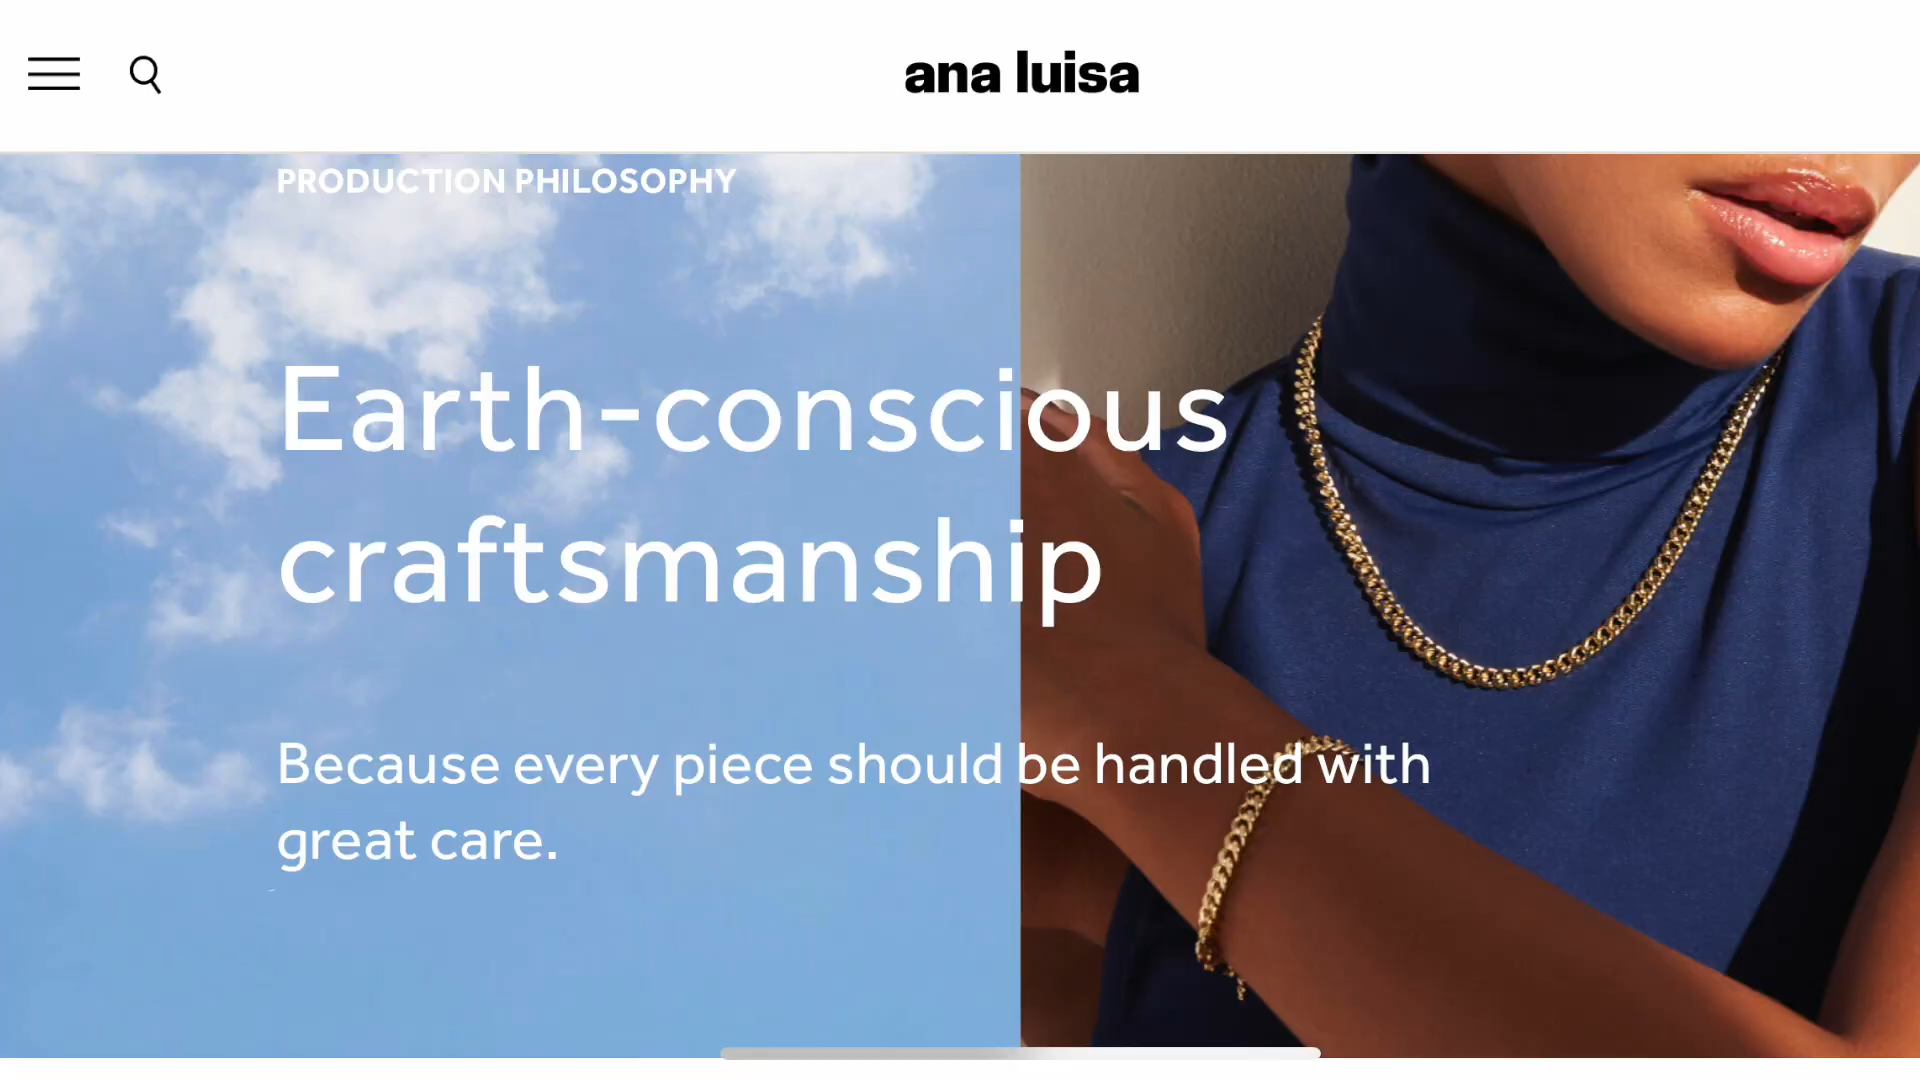 ana luisa
PRODUCTION PHILOSOPHY
Earth-conscious
craftsmanship
Because every piece should be handled with
great care.